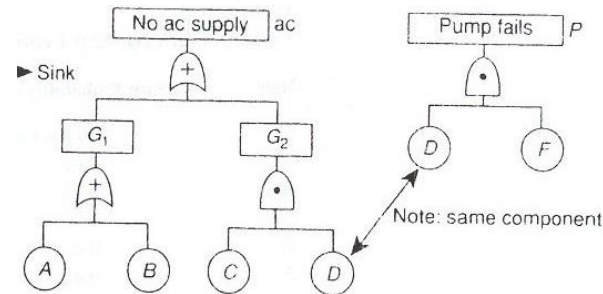 No ac supply ac
Pump fails P
+
•
Sink
G₁
G₂
D
F
+
•
Note: same component
A
B
C
D